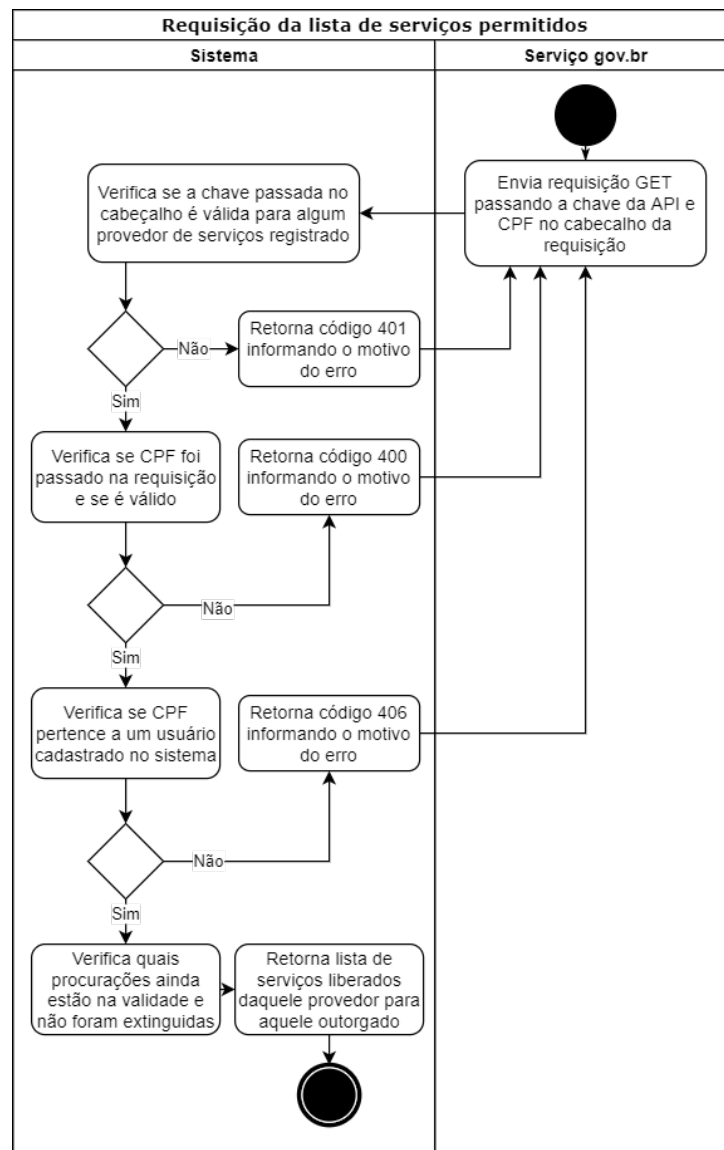 Requisição da lista de serviços permitidos
Sistema
Serviço gov.br
Envia requisição GET
passando a chave da API e
CPF no cabecalho da
requisição
Verifica se a chave passada no
cabeçalho é válida para algum
provedor de serviços registrado
Não
Retorna código 401
informando o motivo
do erro
Sim
Verifica se CPF foi
passado na requisição
e se é válido
Retorna código 400
informando o motivo
do erro
Não
Sim
Verifica se CPF
pertence a um usuário
cadastrado no sistema
Retorna código 406
informando o motivo
do erro
Não
Sim
Verifica quais
procurações ainda
estão na validade e
não foram extinguidas
Retorna lista de
serviços liberados
daquele provedor para
aquele outorgado